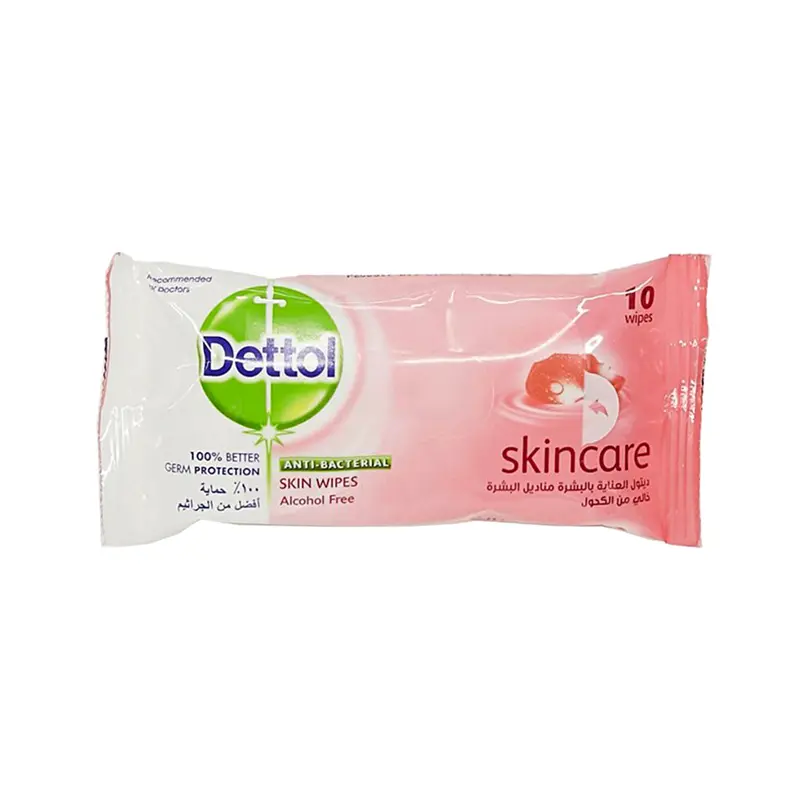 Recommended
for Doctors
Dettol
100% BETTER
GERM PROTECTION
١٠٠٪ حماية
أفضل من الجراثيم
ANTI-BACTERIAL
SKIN WIPES
Alcohol Free
10
wipes
skincare
ديتول العناية بالبشرة مناديل البشرة
خالي من الكحول